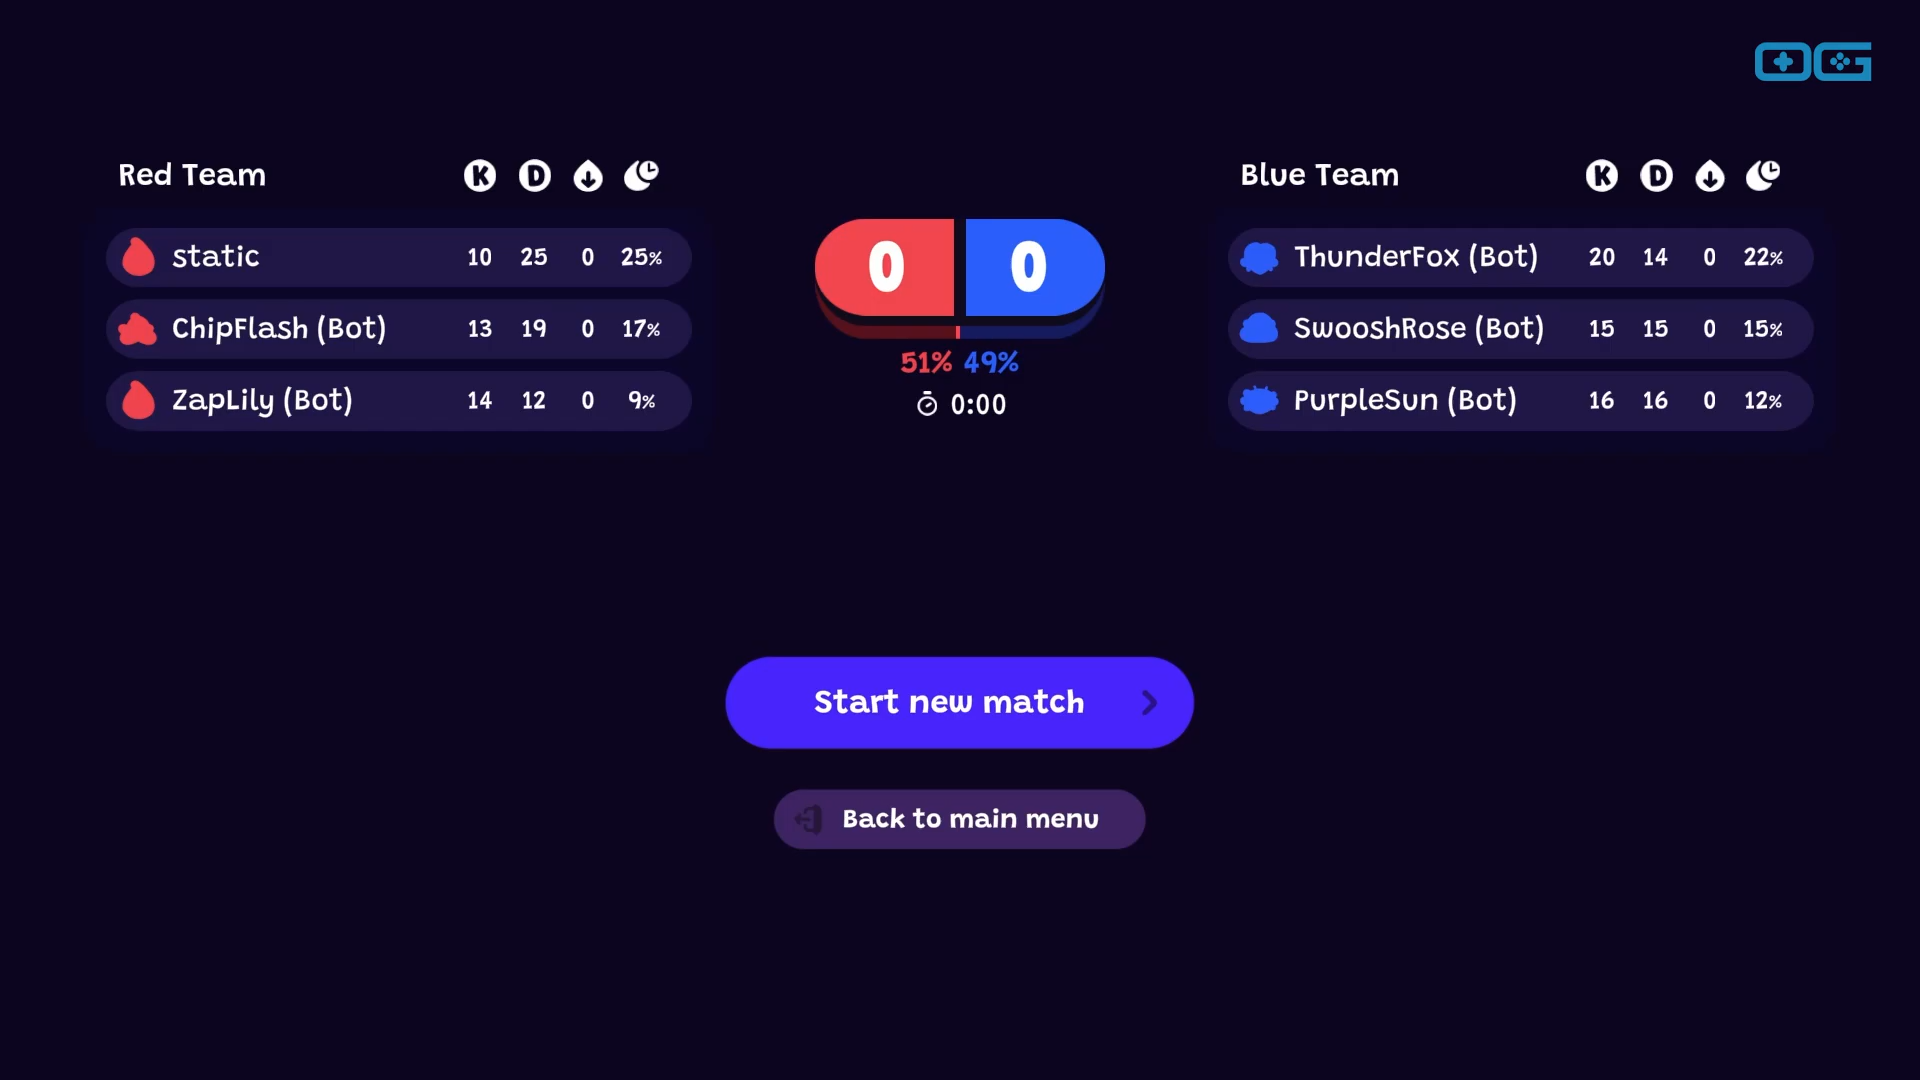 OG
Red Team K D
static 10 25 0 25%
ChipFlash (Bot) 13 19 0 17%
ZapLily (Bot) 14 12 0 9%
0 0
51% 49%
0:00
Blue Team K D
ThunderFox (Bot) 20 14 0 22%
SwooshRose (Bot) 15 15 0 15%
PurpleSun (Bot) 16 16 0 12%
Start new match
Back to main menu